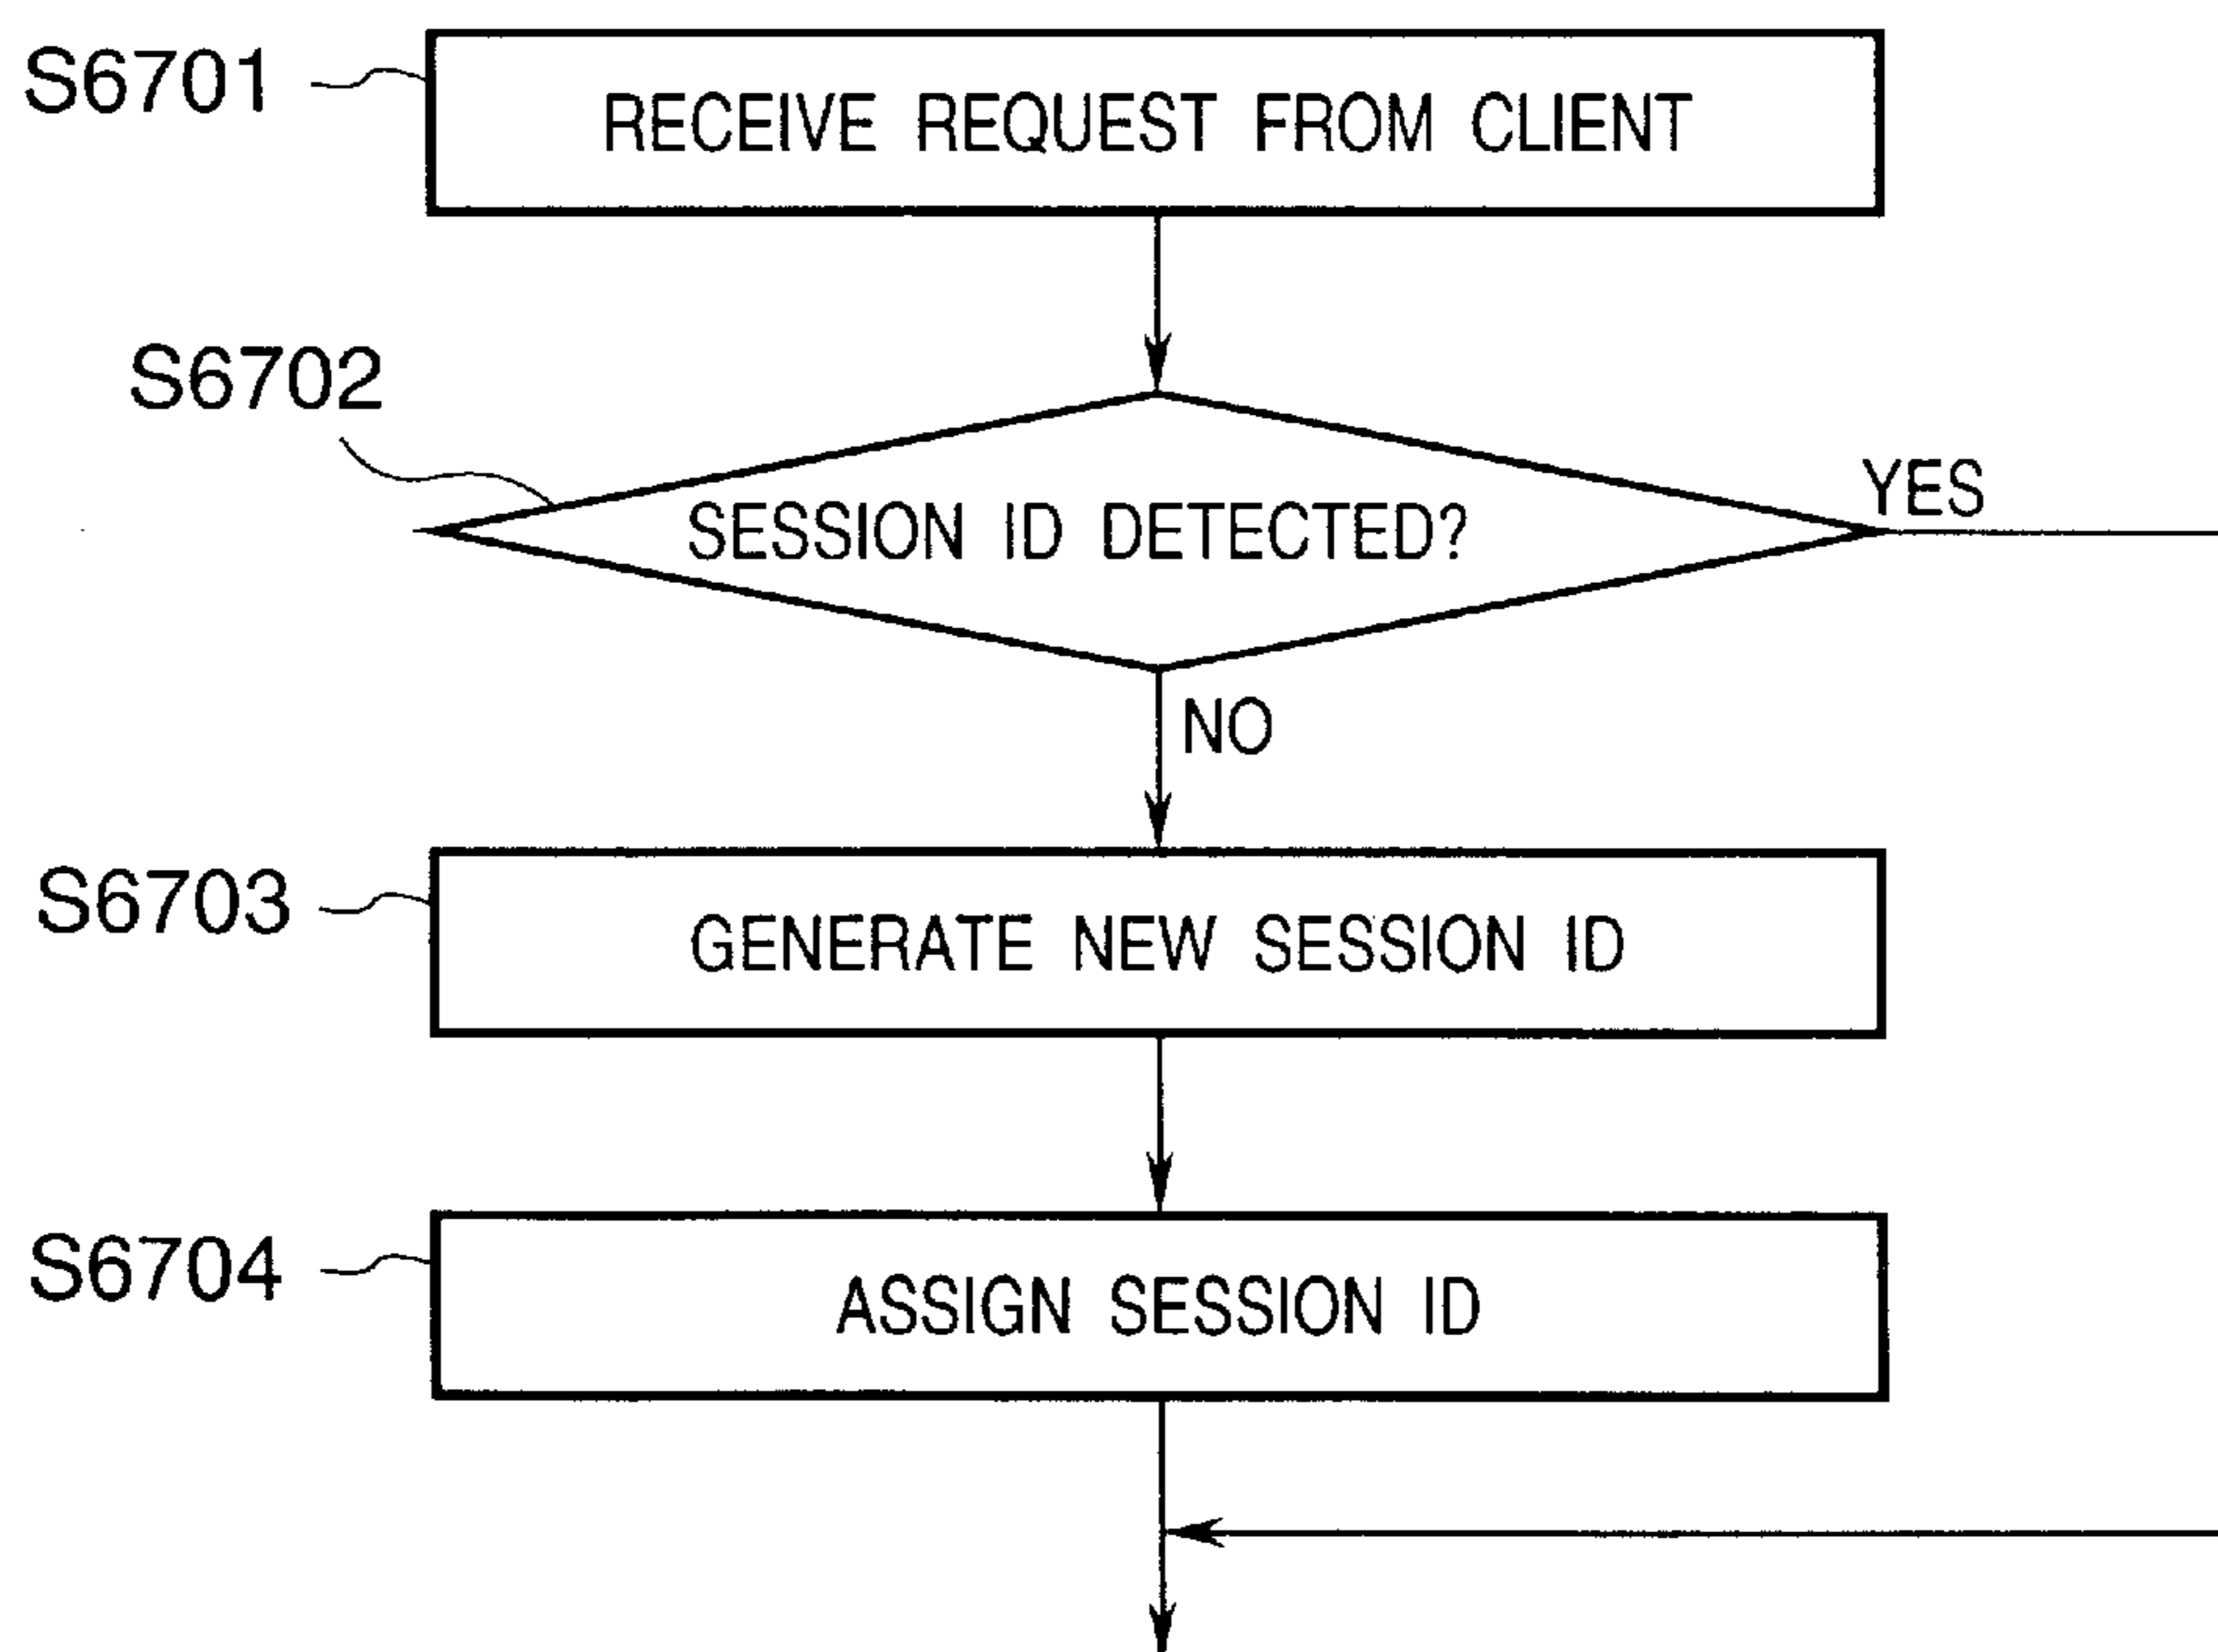 S6701
RECEIVE REQUEST FROM CLIENT
S6702
SESSION ID DETECTED?
YES
NO
S6703
GENERATE NEW SESSION ID
S6704
ASSIGN SESSION ID